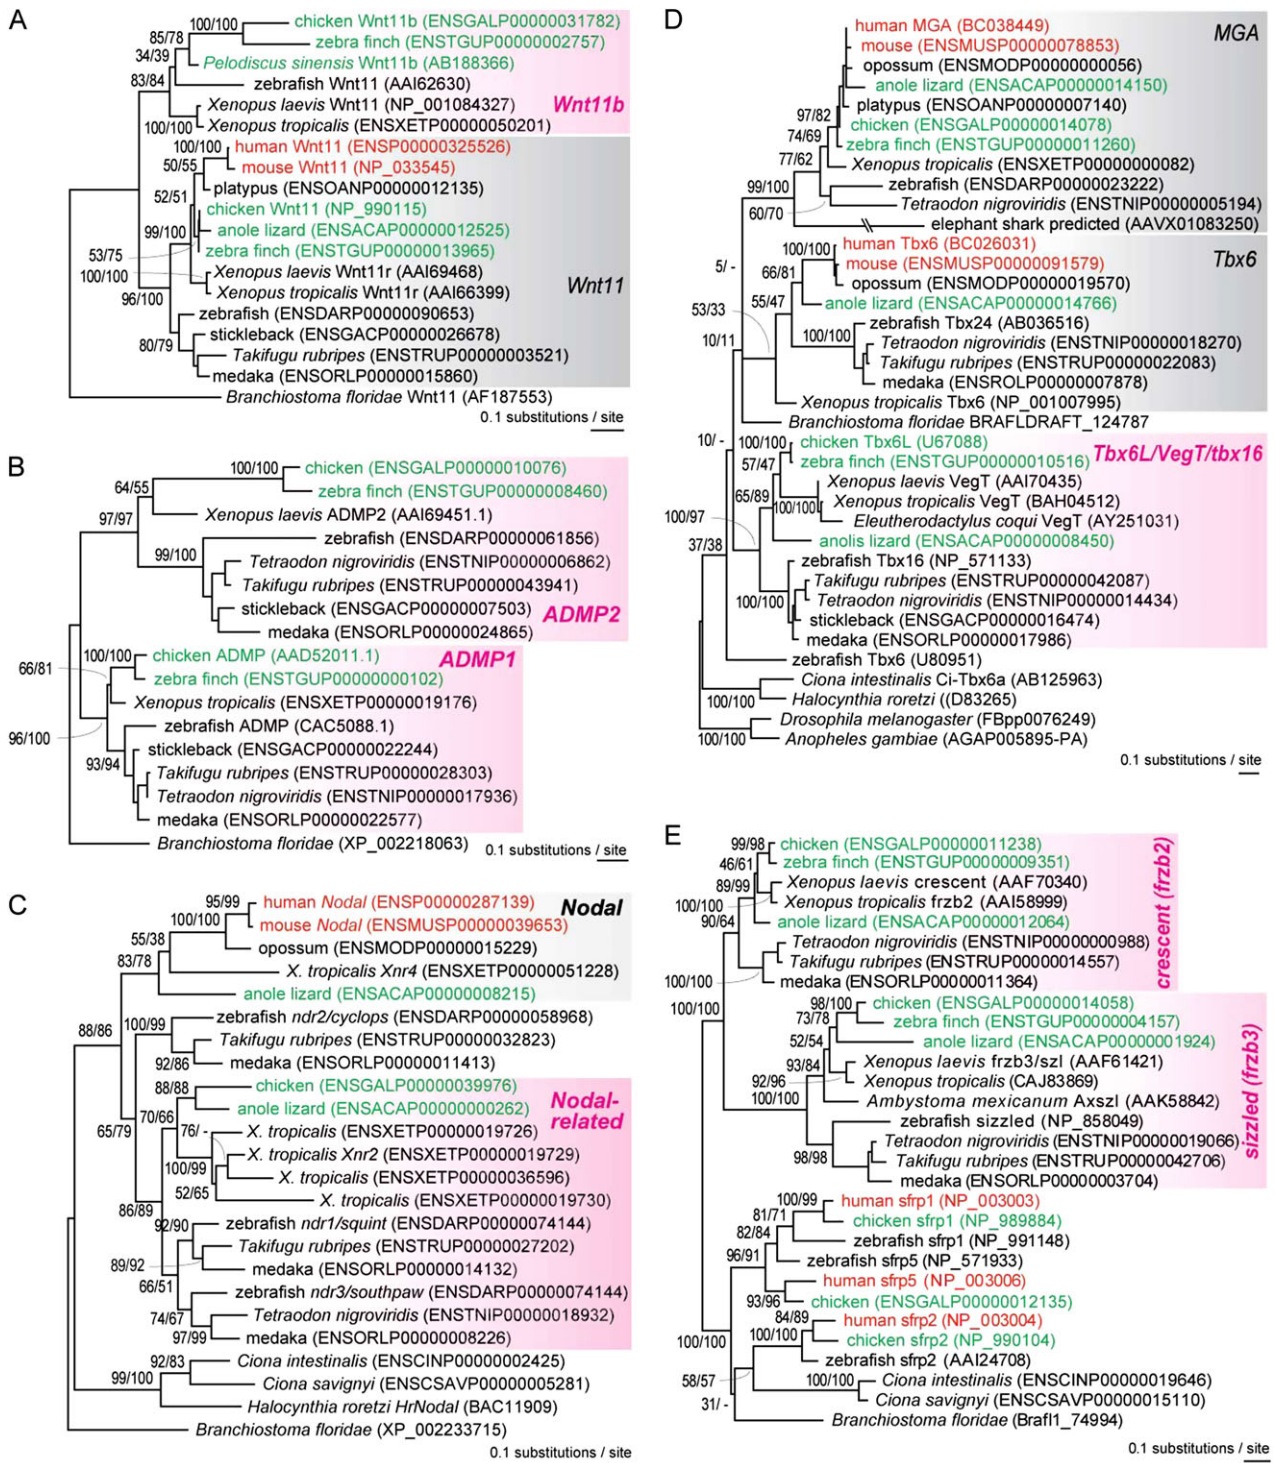 A
100/100
chicken Wnt11b (ENSGALP00000031782)
85/78
zebra finch (ENSTGUP00000002757)
34/39
Pelodiscus sinensis Wnt11b (AB188366)
83/84
zebrafish Wnt11 (AAI62630)
Xenopus laevis Wnt11 (NP_001084327)
Wnt11b
100/100
Xenopus tropicalis (ENSXETP00000050201)
100/100
human Wnt11 (ENSP00000325526)
50/55
mouse Wnt11 (NP_033545)
52/51
platypus (ENSOANP00000012135)
chicken Wnt11 (NP_990115)
99/100
anole lizard (ENSACAP00000012525)
53/75
zebra finch (ENSTGUP00000013965)
100/100
Xenopus laevis Wnt11r (AAI69468)
Wnt11
96/100
Xenopus tropicalis Wnt11r (AAI66399)
zebrafish (ENSDARP00000090653)
stickleback (ENSGACP00000026678)
80/79
Takifugu rubripes (ENSTRUP00000003521)
medaka (ENSORLP00000015860)
Branchiostoma floridae Wnt11 (AF187553)
0.1 substitutions / site
B
100/100
chicken (ENSGALP00000010076)
64/55
zebra finch (ENSTGUP00000008460)
97/97
Xenopus laevis ADMP2 (AAI69451.1)
zebrafish (ENSDARP00000061856)
99/100
Tetraodon nigroviridis (ENSTNIP00000006862)
Takifugu rubripes (ENSTRUP00000043941)
stickleback (ENSGACP00000007503)
ADMP2
medaka (ENSORLP00000024865)
100/100
chicken ADMP (AAD52011.1)
ADMP1
66/81
zebra finch (ENSTGUP00000000102)
Xenopus tropicalis (ENSXETP00000019176)
96/100
zebrafish ADMP (CAC5088.1)
stickleback (ENSGACP00000022244)
93/94
Takifugu rubripes (ENSTRUP00000028303)
Tetraodon nigroviridis (ENSTNIP00000017936)
medaka (ENSORLP00000022577)
Branchiostoma floridae (XP_002218063)
0.1 substitutions / site
C
95/99
human Nodal (ENSP00000287139)
Nodal
100/100
mouse Nodal (ENSMUSP00000039653)
55/38
opossum (ENSMODP00000015229)
83/78
X. tropicalis Xnr4 (ENSXETP00000051228)
anole lizard (ENSACAP00000008215)
88/86
100/99
zebrafish ndr2/cyclops (ENSDARP00000058968)
Takifugu rubripes (ENSTRUP00000032823)
92/86
medaka (ENSORLP00000011413)
88/88
chicken (ENSGALP00000039976)
Nodal-
related
70/66
anole lizard (ENSACAP00000000262)
65/79
76/ -
X. tropicalis (ENSXETP00000019726)
X. tropicalis Xnr2 (ENSXETP00000019729)
100/99
X. tropicalis (ENSXETP00000036596)
52/65
X. tropicalis (ENSXETP00000019730)
86/89
92/90
zebrafish ndr1/squint (ENSDARP00000074144)
Takifugu rubripes (ENSTRUP00000027202)
89/92
medaka (ENSORLP00000014132)
66/51
zebrafish ndr3/southpaw (ENSDARP00000074144)
74/67
Tetraodon nigroviridis (ENSTNIP00000018932)
97/99
medaka (ENSORLP00000008226)
92/83
Ciona intestinalis (ENSCINP00000002425)
99/100
Ciona savignyi (ENSCSAVP00000005281)
Halocynthia roretzi HrNodal (BAC11909)
Branchiostoma floridae (XP_002233715)
0.1 substitutions / site
D
human MGA (BC038449)
MGA
mouse (ENSMUSP00000078853)
opossum (ENSMODP00000000056)
anole lizard (ENSACAP00000014150)
platypus (ENSOANP00000007140)
97/82
chicken (ENSGALP00000014078)
74/69
zebra finch (ENSTGUP00000011260)
77/62
Xenopus tropicalis (ENSXETP00000000082)
99/100
zebrafish (ENSDARP00000023222)
60/70
Tetraodon nigroviridis (ENSTNIP00000005194)
elephant shark predicted (AAVX01083250)
100/100
human Tbx6 (BC026031)
Tbx6
5/ -
66/81
mouse (ENSMUSP00000091579)
opossum (ENSMODP00000019570)
55/47
anole lizard (ENSACAP00000014766)
53/33
zebrafish Tbx24 (AB036516)
10/11
100/100
Tetraodon nigroviridis (ENSTNIP00000018270)
Takifugu rubripes (ENSTRUP00000022083)
medaka (ENSROLP00000007878)
Xenopus tropicalis Tbx6 (NP_001007995)
Branchiostoma floridae BRAFLDRAFT_124787
10/ -
100/100
chicken Tbx6L (U67088)
Tbx6L/VegT/tbx16
57/47
zebra finch (ENSTGUP00000010516)
Xenopus laevis VegT (AAI70435)
65/89
100/100
Xenopus tropicalis VegT (BAH04512)
100/97
Eleutherodactylus coqui VegT (AY251031)
37/38
anolis lizard (ENSACAP00000008450)
zebrafish Tbx16 (NP_571133)
Takifugu rubripes (ENSTRUP00000042087)
100/100
Tetraodon nigroviridis (ENSTNIP00000014434)
stickleback (ENSGACP00000016474)
medaka (ENSORLP00000017986)
zebrafish Tbx6 (U80951)
Ciona intestinalis Ci-Tbx6a (AB125963)
100/100
Halocynthia roretzi ((D83265)
Drosophila melanogaster (FBpp0076249)
100/100
Anopheles gambiae (AGAP005895-PA)
0.1 substitutions / site
E
99/98
chicken (ENSGALP00000011238)
46/61
zebra finch (ENSTGUP00000009351)
89/99
Xenopus laevis crescent (AAF70340)
100/100
Xenopus tropicalis frzb2 (AAI58999)
90/64
anole lizard (ENSACAP00000012064)
Tetraodon nigroviridis (ENSTNIP00000000988)
Takifugu rubripes (ENSTRUP00000014557)
100/100
medaka (ENSORLP00000011364)
crescent (frzb2)
100/100
98/100
chicken (ENSGALP00000014058)
73/78
zebra finch (ENSTGUP00000004157)
52/54
anole lizard (ENSACAP00000001924)
93/84
Xenopus laevis frzb3/szl (AAF61421)
92/96
Xenopus tropicalis (CAJ83869)
100/100
Ambystoma mexicanum Axszl (AAK58842)
zebrafish sizzled (NP_858049)
Tetraodon nigroviridis (ENSTNIP00000019066)
98/98
Takifugu rubripes (ENSTRUP00000042706)
medaka (ENSORLP00000003704)
sizzled (frzb3)
100/99
human sfrp1 (NP_003003)
81/71
chicken sfrp1 (NP_989884)
82/84
zebrafish sfrp1 (NP_991148)
96/91
zebrafish sfrp5 (NP_571933)
human sfrp5 (NP_003006)
93/96
chicken (ENSGALP00000012135)
84/89
human sfrp2 (NP_003004)
100/100
100/100
chicken sfrp2 (NP_990104)
zebrafish sfrp2 (AAI24708)
58/57
100/100
Ciona intestinalis (ENSCINP00000019646)
31/ -
Ciona savignyi (ENSCSAVP00000015110)
Branchiostoma floridae (Brafl1_74994)
0.1 substitutions / site